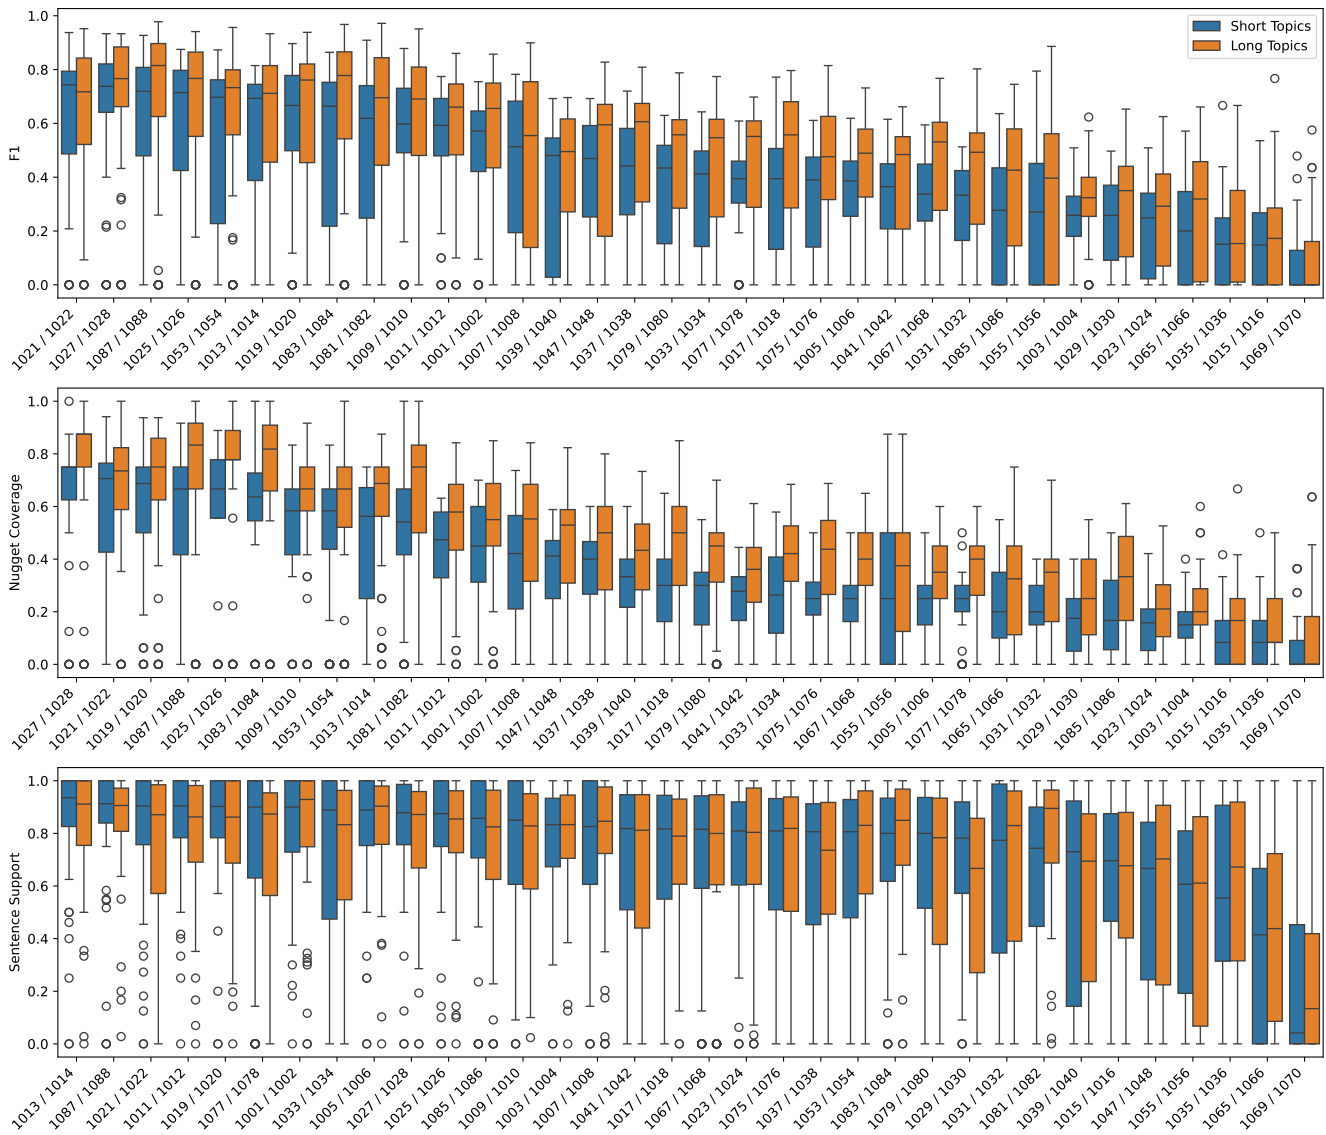 Short Topics
Long Topics
F1
1.0
0.8
0.6
0.4
0.2
0.0
1021 / 1022
1027 / 1028
1087 / 1088
1025 / 1026
1053 / 1054
1013 / 1014
1019 / 1020
1083 / 1084
1081 / 1082
1009 / 1010
1011 / 1012
1001 / 1002
1007 / 1008
1039 / 1040
1047 / 1048
1037 / 1038
1079 / 1080
1033 / 1034
1077 / 1078
1017 / 1018
1075 / 1076
1005 / 1006
1041 / 1042
1067 / 1068
1031 / 1032
1085 / 1086
1055 / 1056
1003 / 1004
1029 / 1030
1023 / 1024
1065 / 1066
1035 / 1036
1015 / 1016
1069 / 1070
Nugget Coverage
1.0
0.8
0.6
0.4
0.2
0.0
1027 / 1028
1021 / 1022
1019 / 1020
1087 / 1088
1025 / 1026
1083 / 1084
1009 / 1010
1053 / 1054
1013 / 1014
1081 / 1082
1011 / 1012
1001 / 1002
1007 / 1008
1047 / 1048
1037 / 1038
1039 / 1040
1017 / 1018
1079 / 1080
1041 / 1042
1033 / 1034
1075 / 1076
1067 / 1068
1055 / 1056
1005 / 1006
1077 / 1078
1065 / 1066
1031 / 1032
1029 / 1030
1085 / 1086
1023 / 1024
1003 / 1004
1015 / 1016
1035 / 1036
1069 / 1070
Sentence Support
1.0
0.8
0.6
0.4
0.2
0.0
1013 / 1014
1087 / 1088
1021 / 1022
1011 / 1012
1019 / 1020
1077 / 1078
1001 / 1002
1033 / 1034
1005 / 1006
1027 / 1028
1025 / 1026
1085 / 1086
1009 / 1010
1003 / 1004
1007 / 1008
1041 / 1042
1017 / 1018
1067 / 1068
1023 / 1024
1075 / 1076
1037 / 1038
1053 / 1054
1083 / 1084
1079 / 1080
1029 / 1030
1031 / 1032
1081 / 1082
1039 / 1040
1015 / 1016
1047 / 1048
1055 / 1056
1035 / 1036
1065 / 1066
1069 / 1070